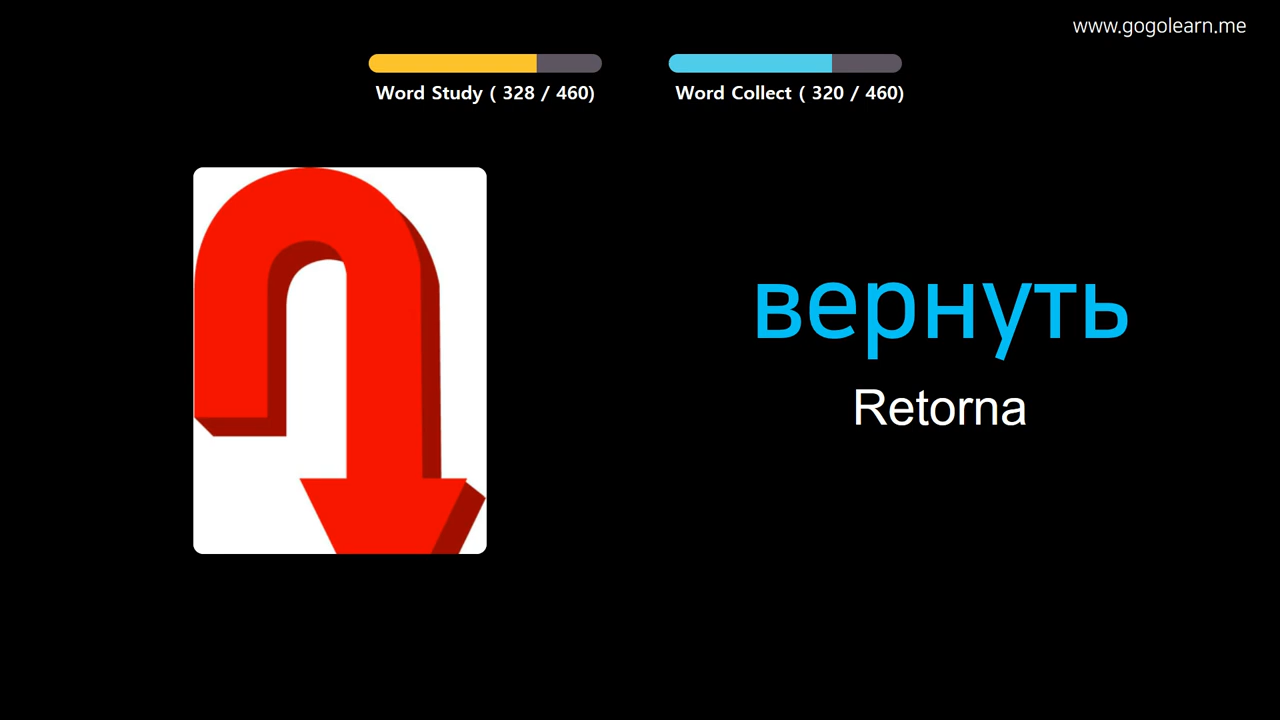 www.gogolearn.me
Word Study ( 328 / 460)
Word Collect ( 320 / 460)
вернуть
Retorna